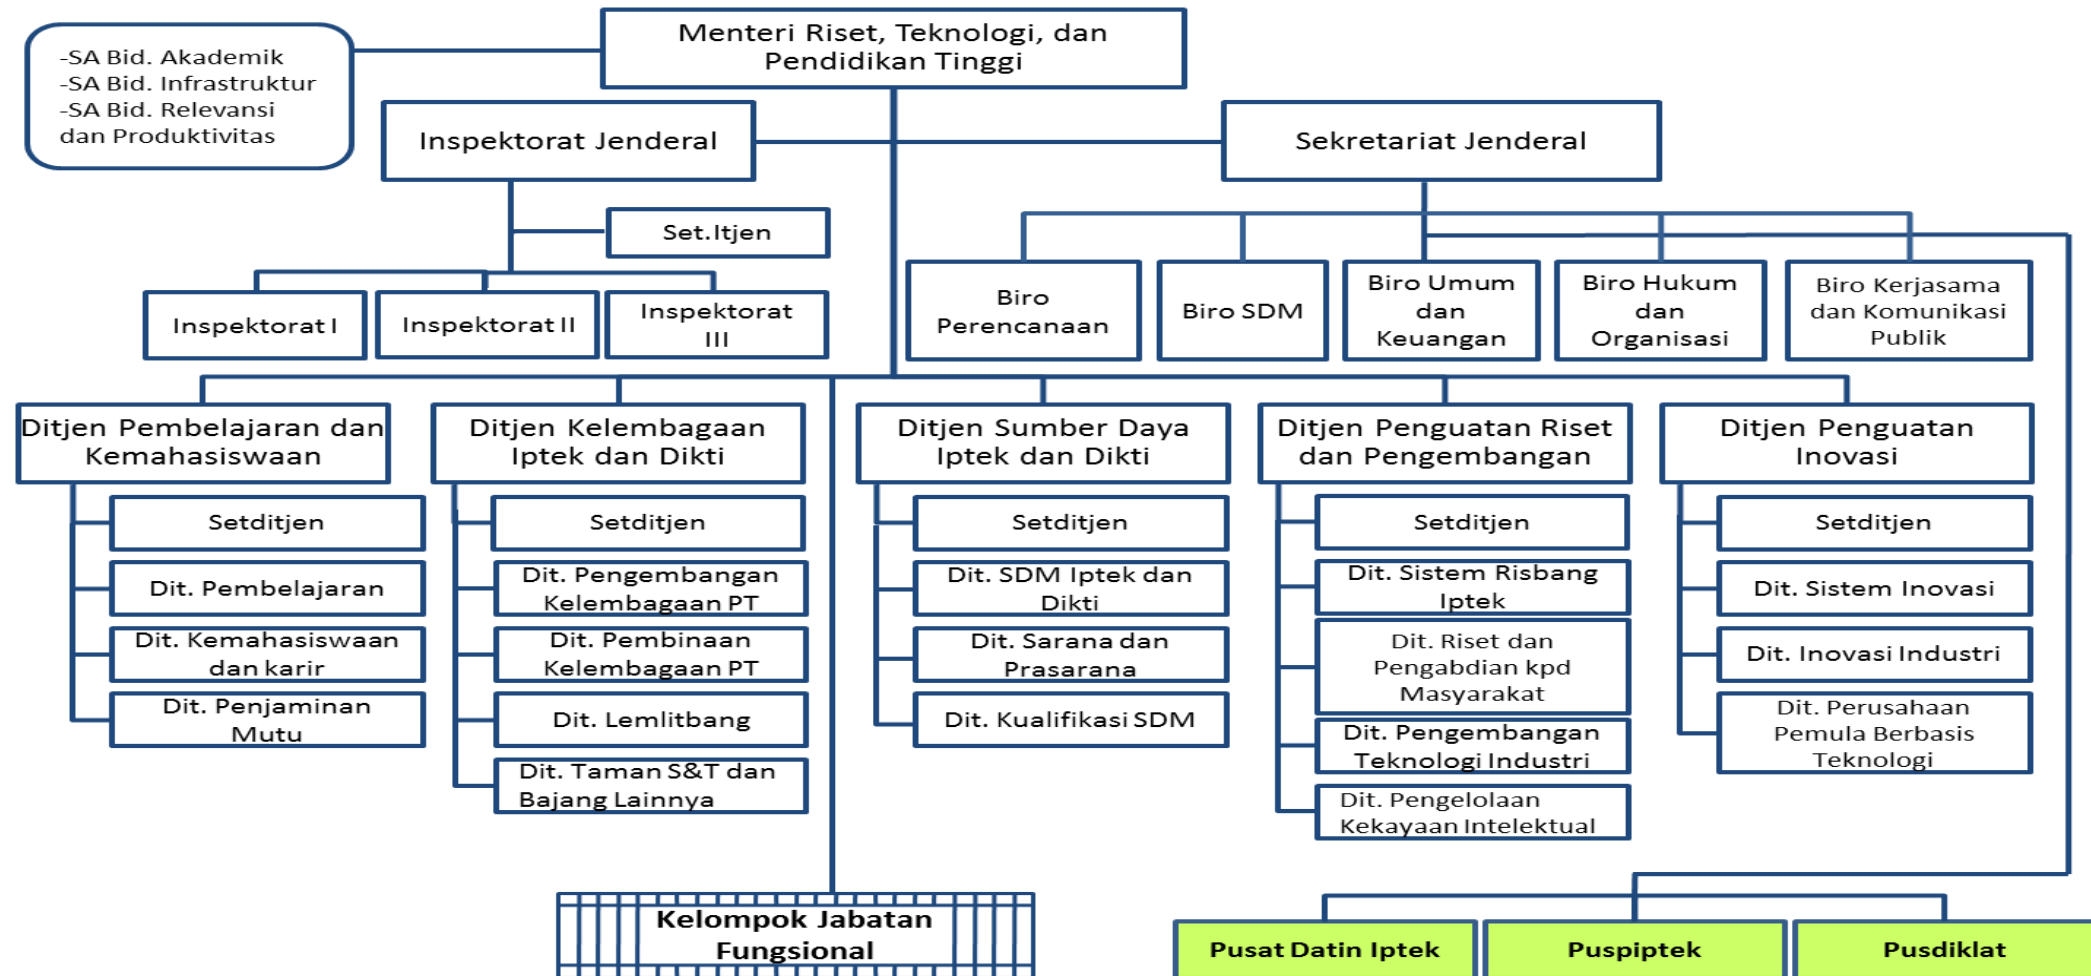 Menteri Riset, Teknologi, dan
Pendidikan Tinggi
-SA Bid. Akademik
-SA Bid. Infrastruktur
-SA Bid. Relevansi
dan Produktivitas
Inspektorat Jenderal
Sekretariat Jenderal
Set.Itjen
Inspektorat I
Inspektorat II
Inspektorat
III
Biro
Perencanaan
Biro SDM
Biro Umum
dan
Keuangan
Biro Hukum
dan
Organisasi
Biro Kerjasama
dan Komunikasi
Publik
Ditjen Pembelajaran dan
Kemahasiswaan
Setditjen
Dit. Pembelajaran
Dit. Kemahasiswaan
dan karir
Dit. Penjaminan
Mutu
Ditjen Kelembagaan
Iptek dan Dikti
Setditjen
Dit. Pengembangan
Kelembagaan PT
Dit. Pembinaan
Kelembagaan PT
Dit. Lemlitbang
Dit. Taman S&T dan
Bajang Lainnya
Ditjen Sumber Daya
Iptek dan Dikti
Setditjen
Dit. SDM Iptek dan
Dikti
Dit. Sarana dan
Prasarana
Dit. Kualifikasi SDM
Ditjen Penguatan Riset
dan Pengembangan
Setditjen
Dit. Sistem Risbang
Iptek
Dit. Riset dan
Pengabdian kpd
Masyarakat
Dit. Pengembangan
Teknologi Industri
Dit. Pengelolaan
Kekayaan Intelektual
Ditjen Penguatan
Inovasi
Setditjen
Dit. Sistem Inovasi
Dit. Inovasi Industri
Dit. Perusahaan
Pemula Berbasis
Teknologi
Kelompok Jabatan
Fungsional
Pusat Datin Iptek
Puspiptek
Pusdiklat